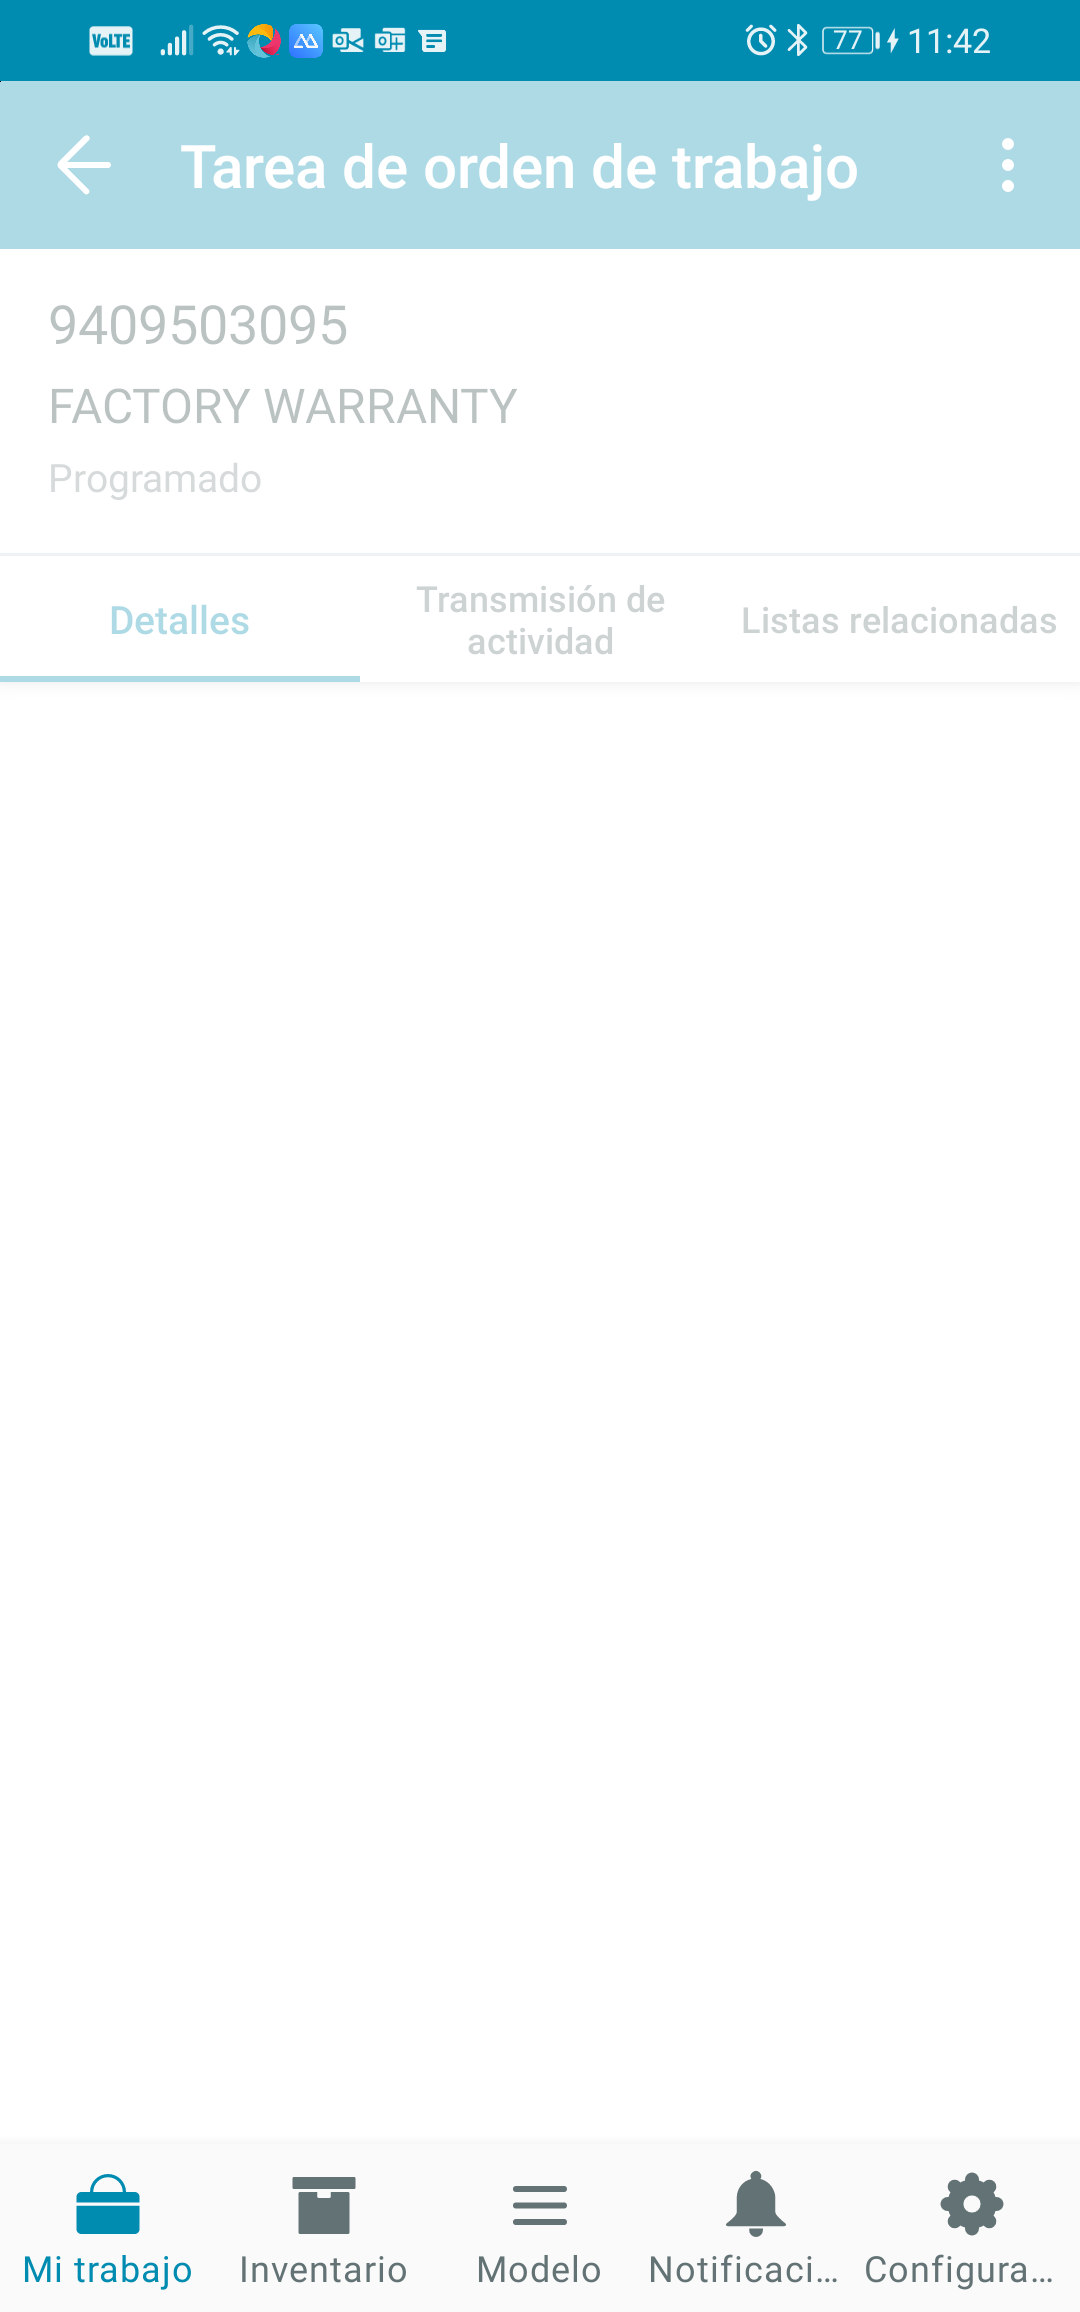 VoLTE 77 11:42
Tarea de orden de trabajo
9409503095
FACTORY WARRANTY
Programado
Detalles
Transmisión de
actividad
Listas relacionadas
Mi trabajo
Inventario
Modelo
Notificaci...
Configura...